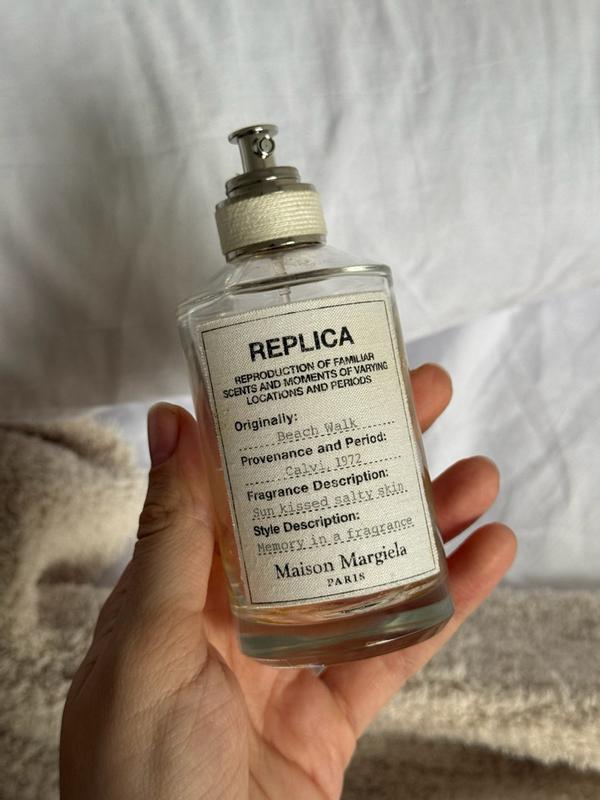 REPLICA
REPRODUCTION OF FAMILIAR
SCENTS AND MOMENTS OF VARYING
LOCATIONS AND PERIODS
Originally:
Beach Walk
Provenance and Period:
Calvi, 1972
Fragrance Description:
Sun kissed salty skin
Style Description:
Memory in a fragrance
Maison Margiela
PARIS